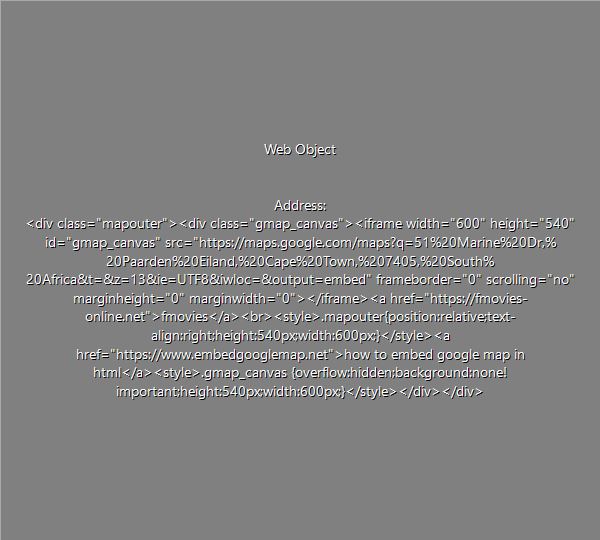 Web Object
Address:
<div class="mapouter"><div class="gmap_canvas"><iframe width="600" height="540"
id="gmap_canvas" src="https://maps.google.com/maps?q=51%20Marine%20Dr,%
20Paarden%20Eiland,%20Cape%20Town,%207405,%20South%
20Africa&t=&z=13&ie=UTF8&iwloc=&output=embed" frameborder="0" scrolling="no"
marginheight="0" marginwidth="0"></iframe><a href="https://fmovies-
online.net">fmovies</a><br><style>.mapouter{position:relative;text-
align:right;height:540px;width:600px;}</style><a
href="https://www.embedgooglemap.net">how to embed google map in
html</a><style>.gmap_canvas {overflow:hidden;background:none!
important;height:540px;width:600px;}</style></div></div>